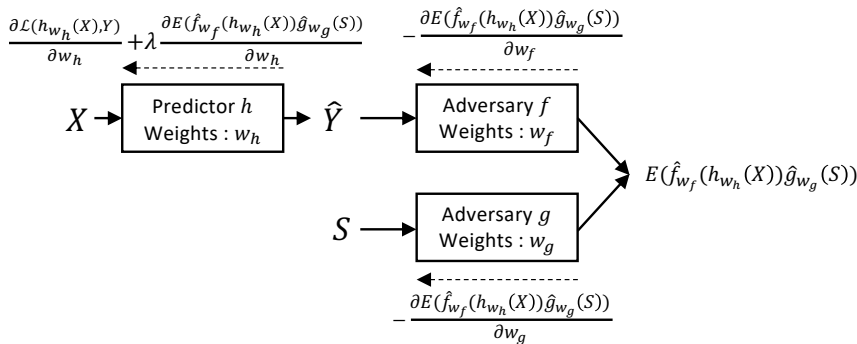 ∂ℒ(h_{w_h}(X),Y)/∂w_h + λ ∂E(f̂_{w_f}(h_{w_h}(X))ĝ_{w_g}(S))/∂w_h
− ∂E(f̂_{w_f}(h_{w_h}(X))ĝ_{w_g}(S))/∂w_f
X
Predictor h
Weights : w_h
Ŷ
Adversary f
Weights : w_f
E(f̂_{w_f}(h_{w_h}(X))ĝ_{w_g}(S))
S
Adversary g
Weights : w_g
− ∂E(f̂_{w_f}(h_{w_h}(X))ĝ_{w_g}(S))/∂w_g